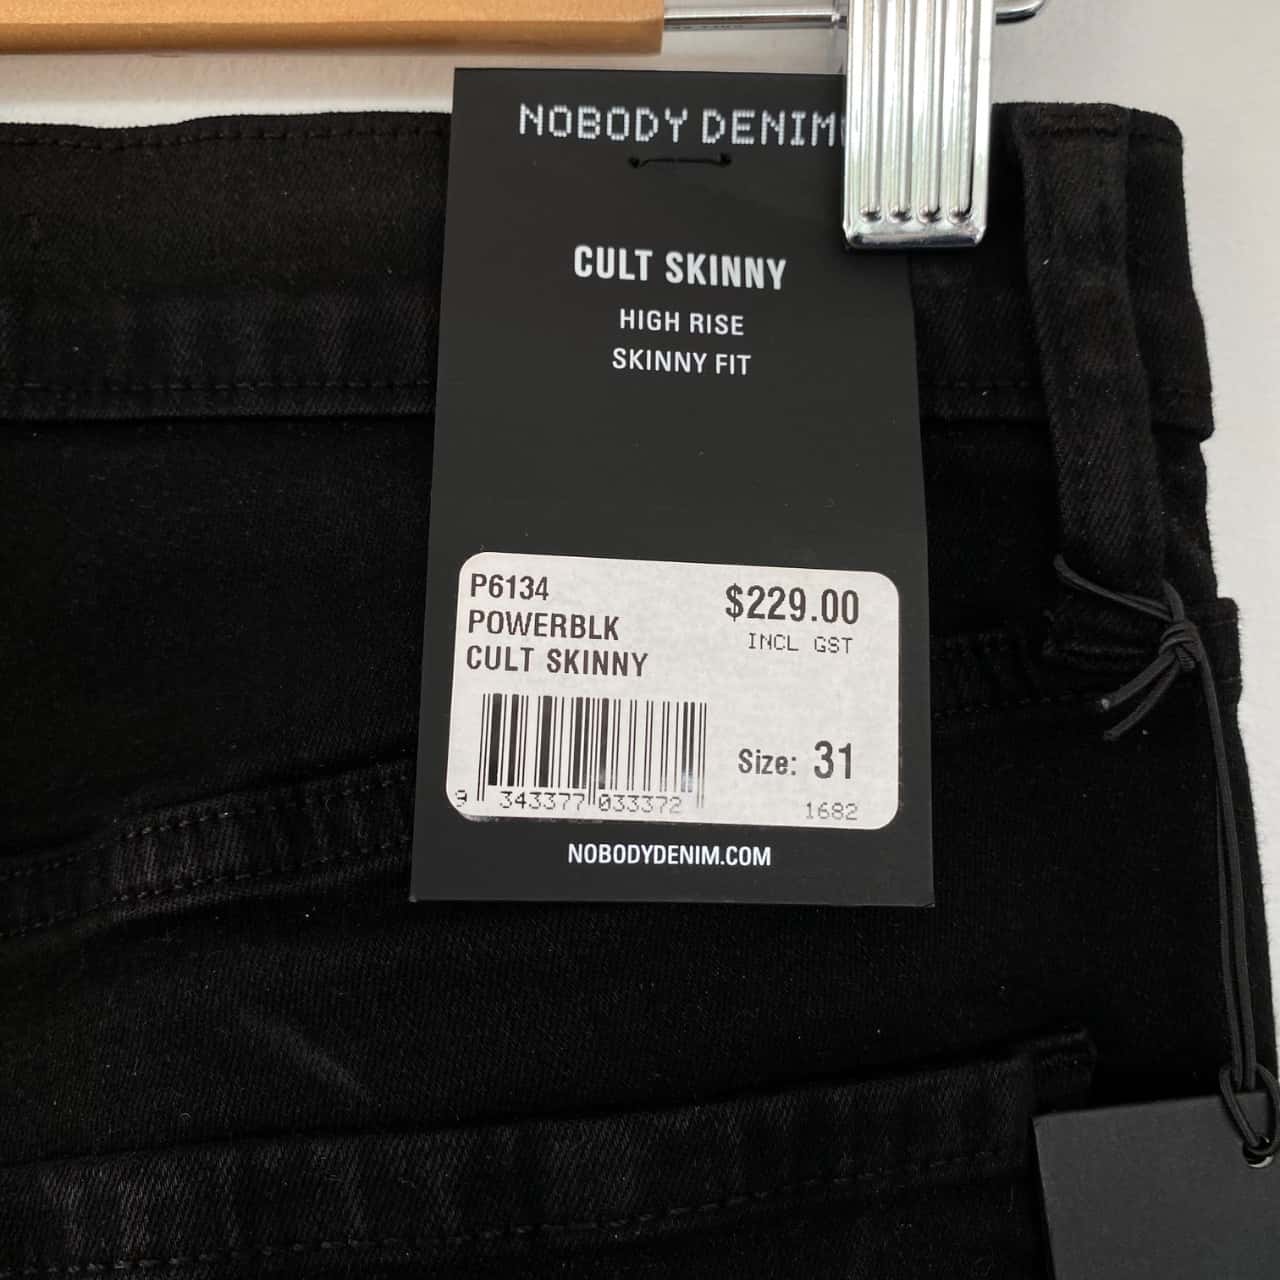 NOBODY DENIM
CULT SKINNY
HIGH RISE
SKINNY FIT
P6134
POWERBLK
CULT SKINNY
$229.00
INCL GST
9 343377 033372
Size: 31
1682
NOBODYDENIM.COM